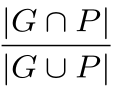 |G ∩ P|
|G ∪ P|